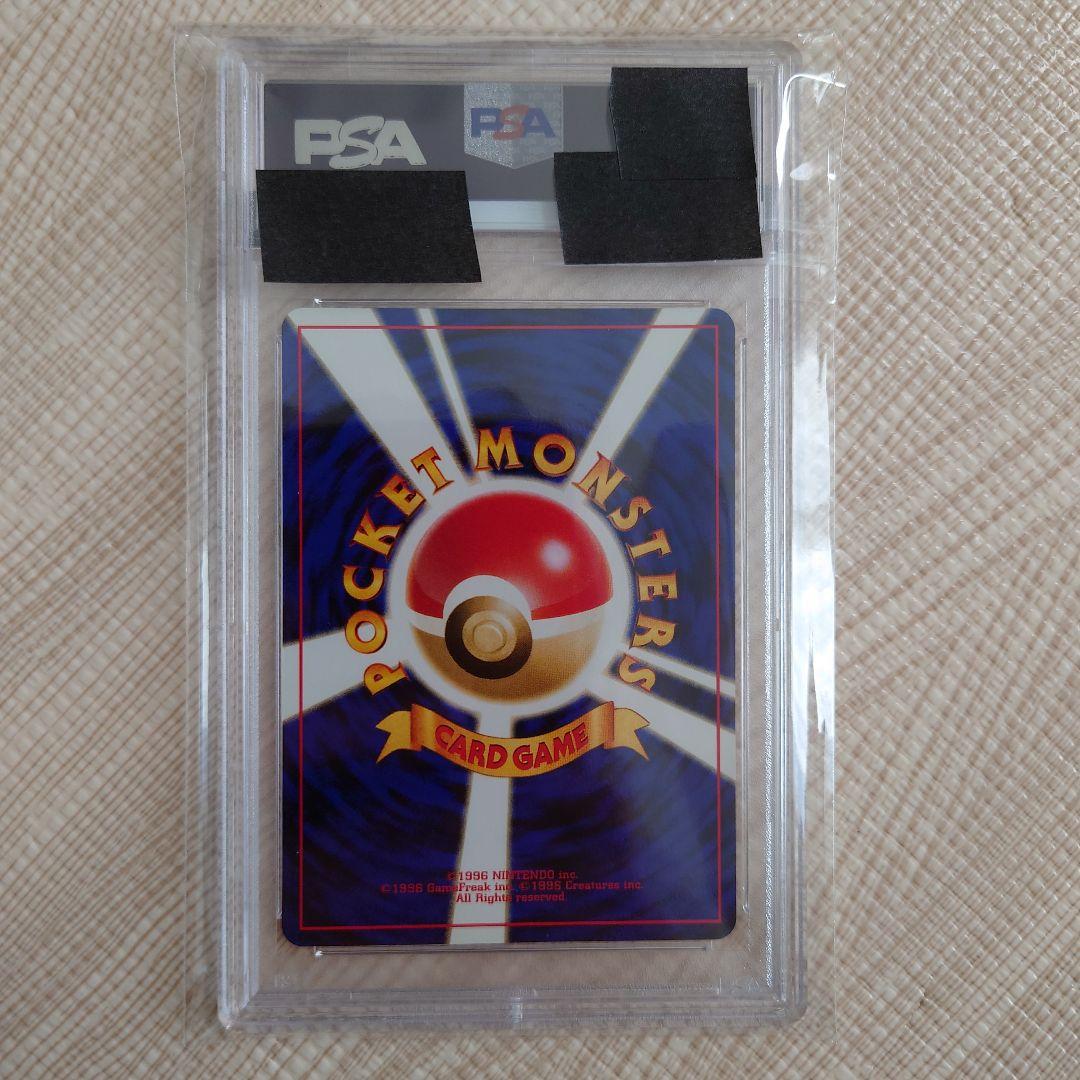 PSA
PSA
POCKET MONSTERS
CARD GAME
©1996 NINTENDO inc.
©1996 GameFreak inc. ©1996 Creatures inc.
All Rights reserved.